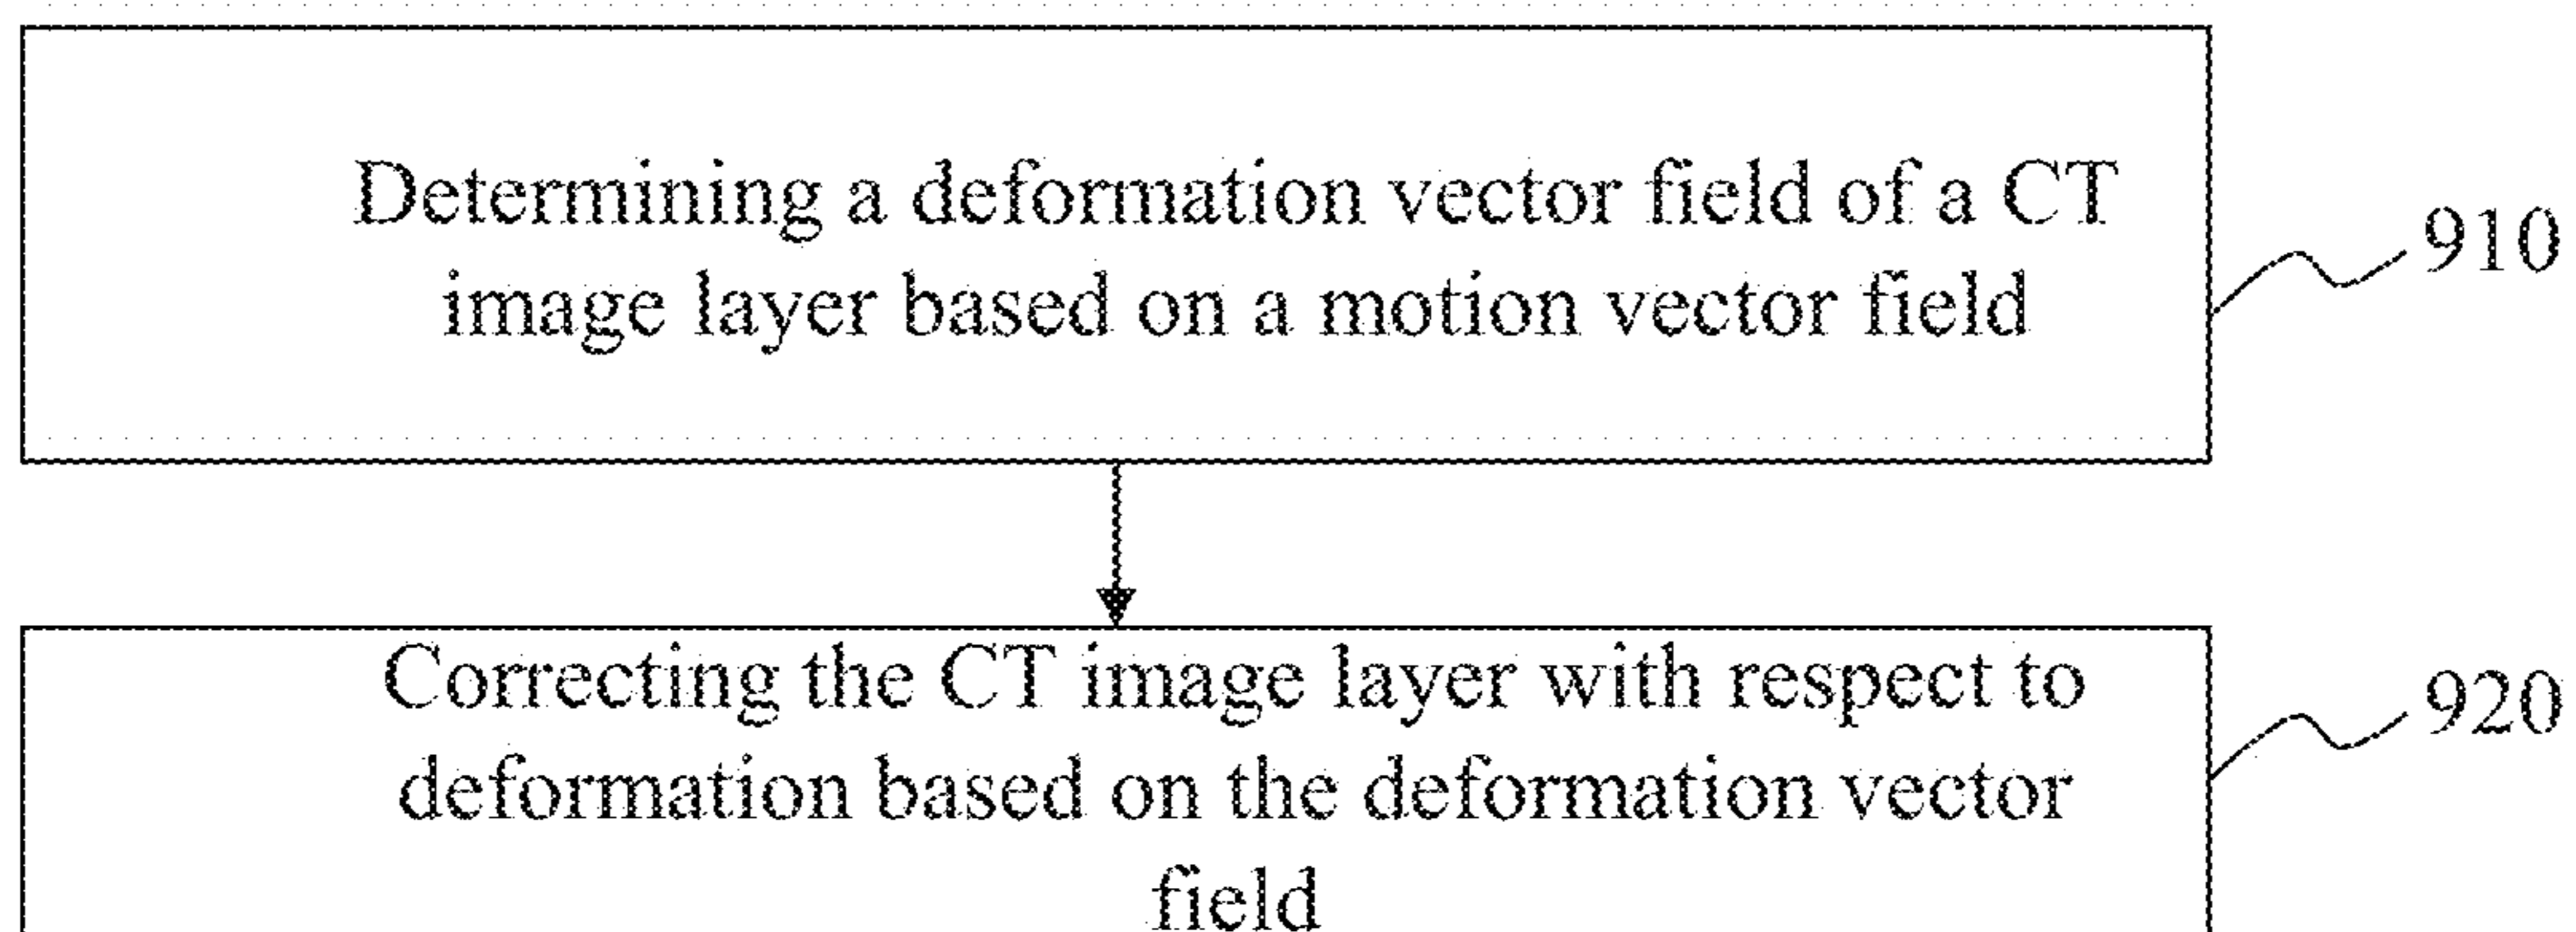 Determining a deformation vector field of a CT
image layer based on a motion vector field
910
Correcting the CT image layer with respect to
deformation based on the deformation vector
field
920